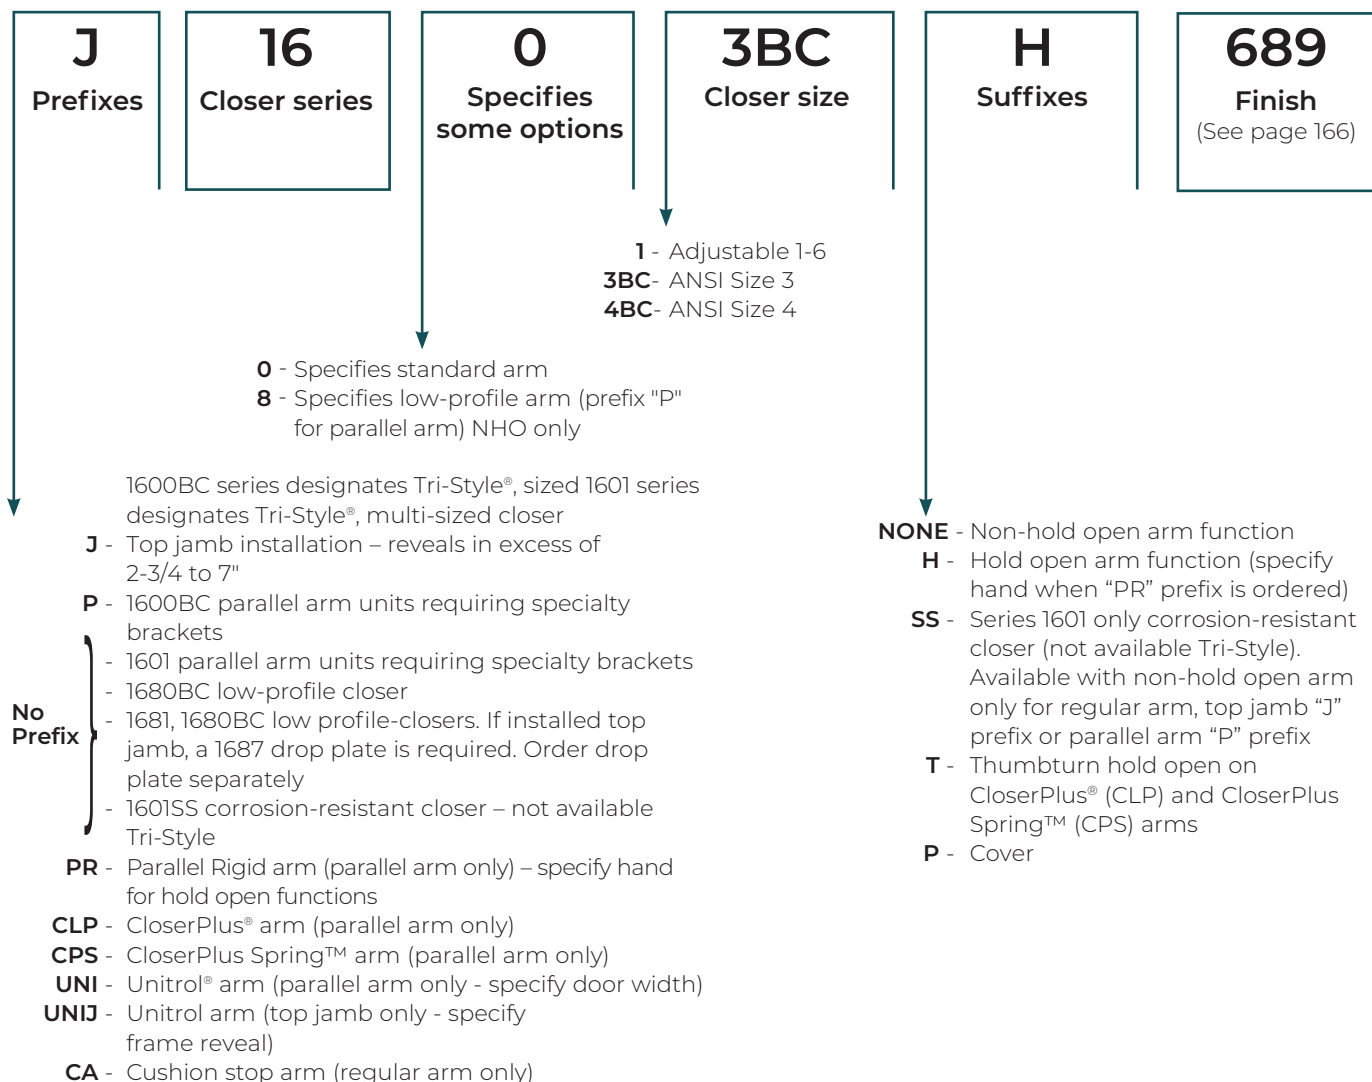 J
Prefixes
16
Closer series
0
Specifies
some options
3BC
Closer size
H
Suffixes
689
Finish
(See page 166)
1 - Adjustable 1-6
3BC- ANSI Size 3
4BC- ANSI Size 4
0 - Specifies standard arm
8 - Specifies low-profile arm (prefix "P"
for parallel arm) NHO only
1600BC series designates Tri-Style®, sized 1601 series
designates Tri-Style®, multi-sized closer
J - Top jamb installation – reveals in excess of
2-3/4 to 7"
P - 1600BC parallel arm units requiring specialty
brackets
No
Prefix
- 1601 parallel arm units requiring specialty brackets
- 1680BC low-profile closer
- 1681, 1680BC low profile-closers. If installed top
jamb, a 1687 drop plate is required. Order drop
plate separately
- 1601SS corrosion-resistant closer – not available
Tri-Style
PR - Parallel Rigid arm (parallel arm only) – specify hand
for hold open functions
CLP - CloserPlus® arm (parallel arm only)
CPS - CloserPlus Spring™ arm (parallel arm only)
UNI - Unitrol® arm (parallel arm only - specify door width)
UNIJ - Unitrol arm (top jamb only - specify
frame reveal)
CA - Cushion stop arm (regular arm only)
NONE - Non-hold open arm function
H - Hold open arm function (specify
hand when “PR” prefix is ordered)
SS - Series 1601 only corrosion-resistant
closer (not available Tri-Style).
Available with non-hold open arm
only for regular arm, top jamb “J”
prefix or parallel arm “P” prefix
T - Thumbturn hold open on
CloserPlus® (CLP) and CloserPlus
Spring™ (CPS) arms
P - Cover